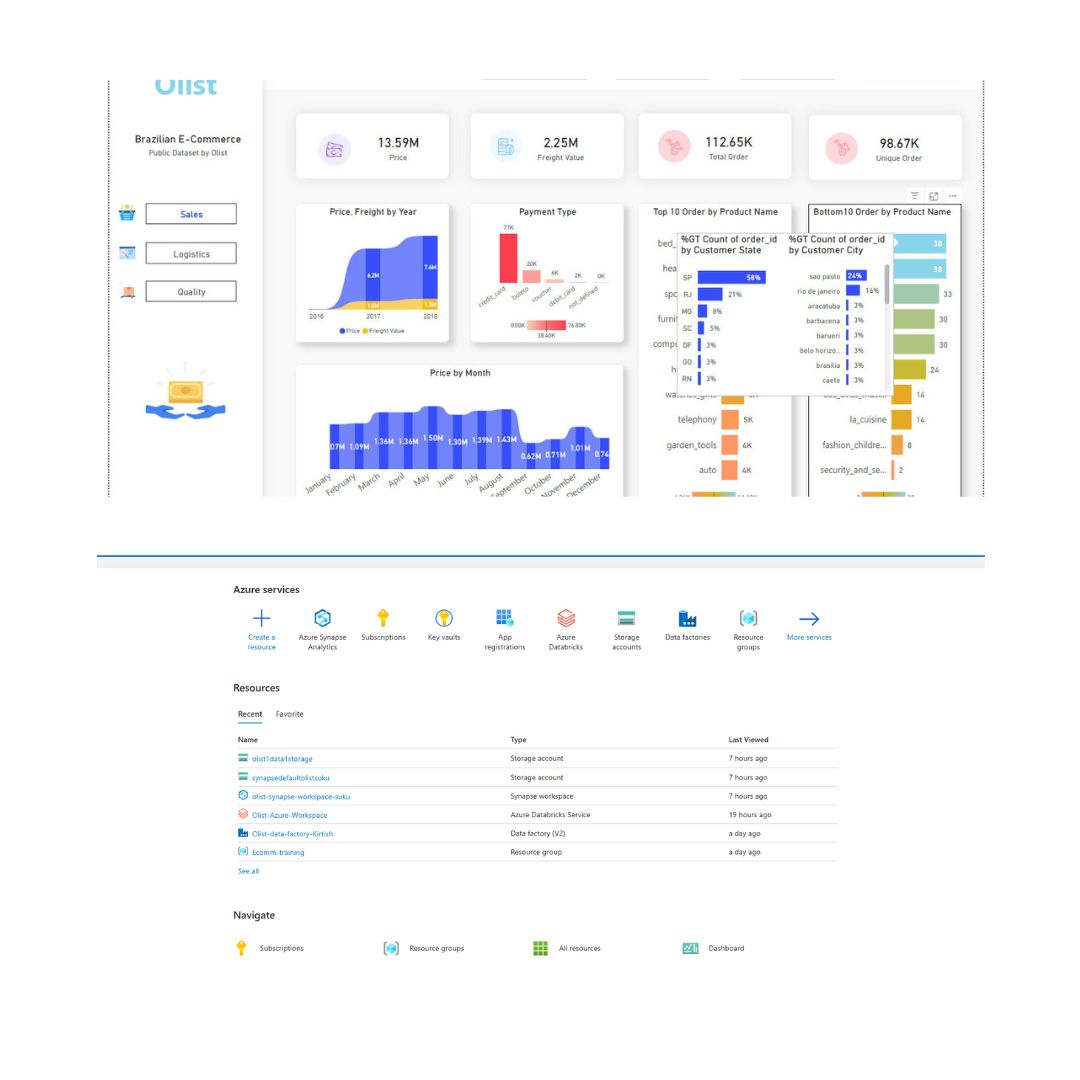 Olist
Brazilian E-Commerce
Public Dataset by Olist
Sales
Logistics
Quality
13.59M
Price
2.25M
Freight Value
112.65K
Total Order
98.67K
Unique Order
Price, Freight by Year
6.2M
7.4M
1.0M
1.3M
2016
2017
2018
Price
Freight Value
Payment Type
77K
20K
6K
2K
0K
credit_card
boleto
voucher
debit_card
not_defined
0.00K
76.80K
38.40K
Top 10 Order by Product Name
bed_
hea
spo
furnit
compu
h
telephony
5K
garden_tools
4K
auto
4K
%GT Count of order_id
by Customer State
SP
58%
RJ
21%
MG
8%
SC
5%
DF
3%
GO
3%
RN
3%
%GT Count of order_id
by Customer City
sao paulo
24%
rio de janeiro
16%
aracatuba
3%
barbacena
3%
barueri
3%
belo horizo...
3%
brasilia
3%
caete
3%
Bottom10 Order by Product Name
38
38
33
30
30
24
14
la_cuisine
14
fashion_childre...
8
security_and_se...
2
Price by Month
07M
1.09M
1.36M
1.36M
1.50M
1.30M
1.39M
1.43M
0.62M
0.71M
1.01M
0.74
January
February
March
April
May
June
July
August
September
October
November
December
Azure services
Create a
resource
Azure Synapse
Analytics
Subscriptions
Key vaults
App
registrations
Azure
Databricks
Storage
accounts
Data factories
Resource
groups
More services
Resources
Recent
Favorite
Name
Type
Last Viewed
olist1data1storage
Storage account
7 hours ago
synapsedefaultolistsuku
Storage account
7 hours ago
olist-synapse-workspace-suku
Synapse workspace
7 hours ago
Olist-Azure-Workspace
Azure Databricks Service
19 hours ago
Olist-data-factory-Kirtish
Data factory (V2)
a day ago
Ecomm-training
Resource group
a day ago
See all
Navigate
Subscriptions
Resource groups
All resources
Dashboard